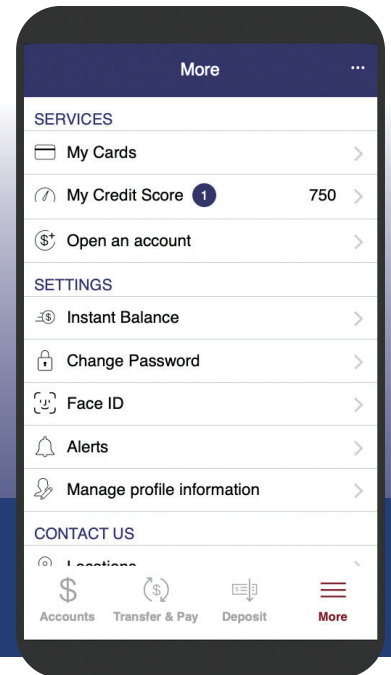 More
SERVICES
My Cards
My Credit Score 1 750
Open an account
SETTINGS
Instant Balance
Change Password
Face ID
Alerts
Manage profile information
CONTACT US
Locations
Accounts Transfer & Pay Deposit More